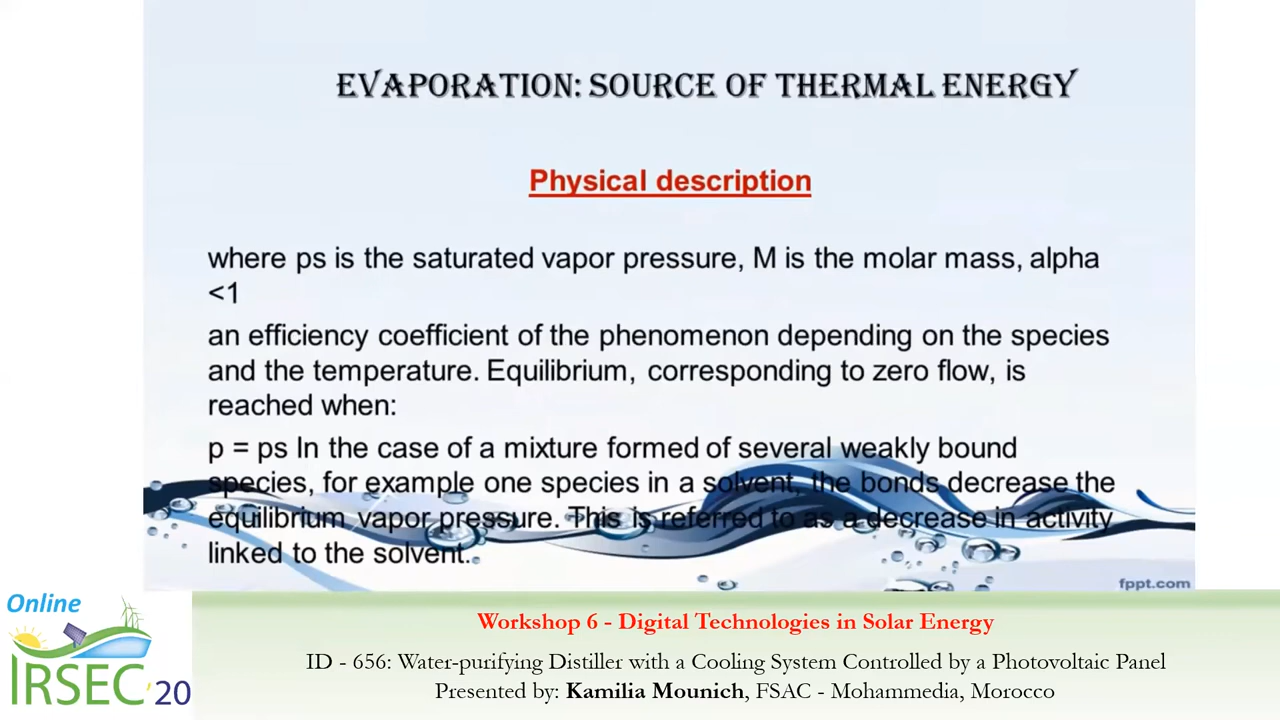 EVAPORATION: SOURCE OF THERMAL ENERGY
Physical description
where ps is the saturated vapor pressure, M is the molar mass, alpha
<1
an efficiency coefficient of the phenomenon depending on the species
and the temperature. Equilibrium, corresponding to zero flow, is
reached when:
p = ps In the case of a mixture formed of several weakly bound
species, for example one species in a solvent, the bonds decrease the
equilibrium vapor pressure. This is referred to as a decrease in activity
linked to the solvent.
fppt.com
Online
IRSEC'20
Workshop 6 - Digital Technologies in Solar Energy
ID - 656: Water-purifying Distiller with a Cooling System Controlled by a Photovoltaic Panel
Presented by: Kamilia Mounich, FSAC - Mohammedia, Morocco